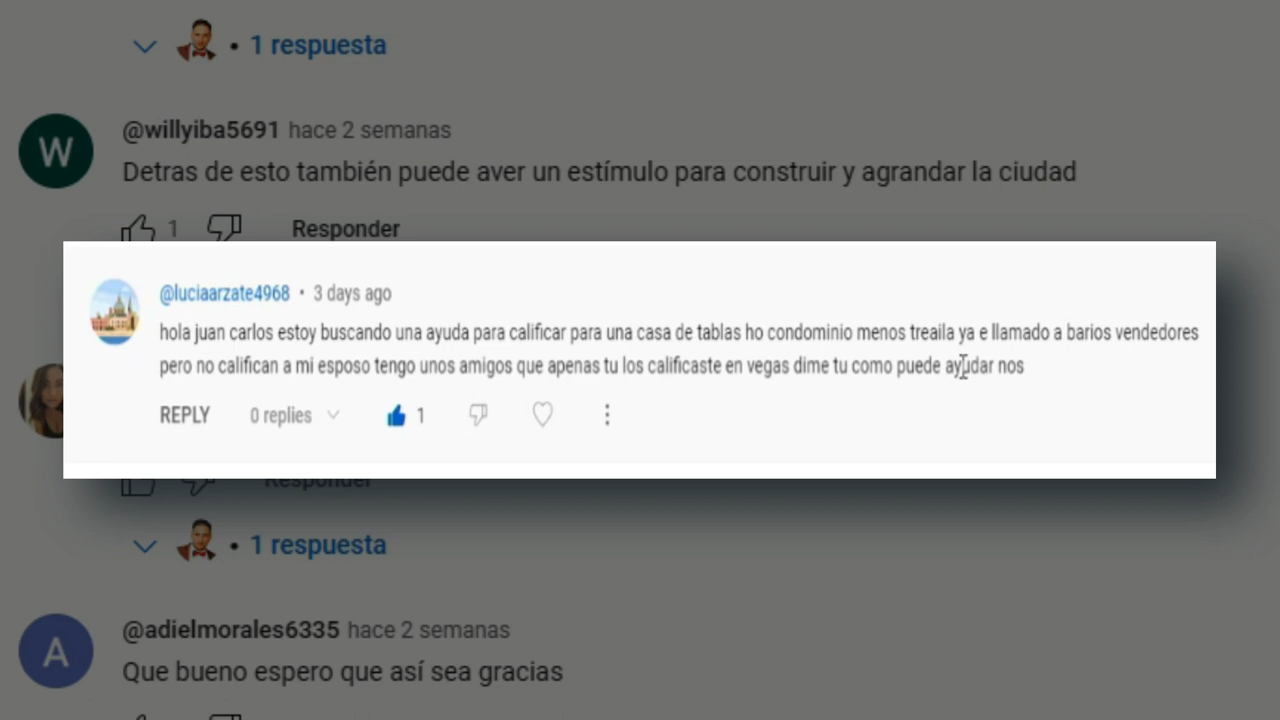 • 1 respuesta
W
@willyiba5691 hace 2 semanas
Detras de esto también puede aver un estímulo para construir y agrandar la ciudad
1 Responder
@luciaarzate4968 • 3 days ago
hola juan carlos estoy buscando una ayuda para calificar para una casa de tablas ho condominio menos treaila ya e llamado a barios vendedores
pero no califican a mi esposo tengo unos amigos que apenas tu los calificaste en vegas dime tu como puede ayudar nos
REPLY 0 replies 1
Responder
• 1 respuesta
A
@adielmorales6335 hace 2 semanas
Que bueno espero que así sea gracias